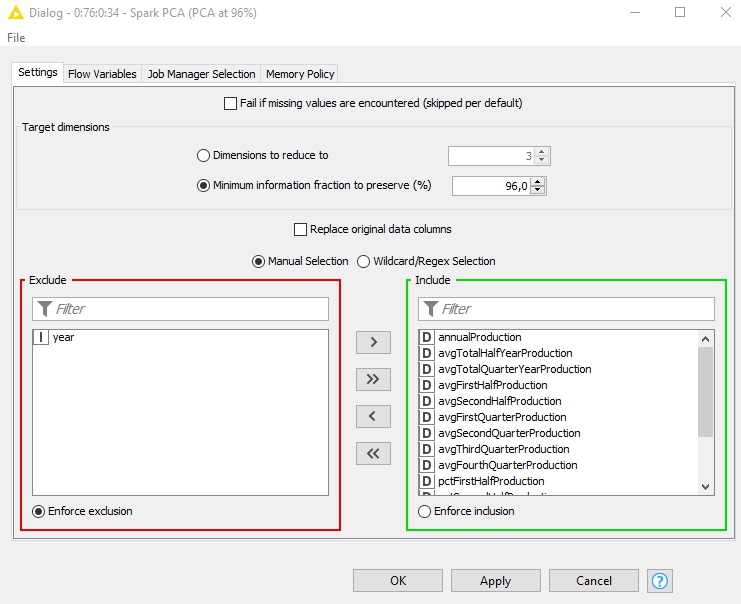 Dialog - 0:76:0:34 - Spark PCA (PCA at 96%)
File
Settings
Flow Variables
Job Manager Selection
Memory Policy
Fail if missing values are encountered (skipped per default)
Target dimensions
Dimensions to reduce to
3
Minimum information fraction to preserve (%)
96,0
Replace original data columns
Manual Selection
Wildcard/Regex Selection
Exclude
Filter
I year
Enforce exclusion
>
>>
<
<<
Include
Filter
D annualProduction
D avgTotalHalfYearProduction
D avgTotalQuarterYearProduction
D avgFirstHalfProduction
D avgSecondHalfProduction
D avgFirstQuarterProduction
D avgSecondQuarterProduction
D avgThirdQuarterProduction
D avgFourthQuarterProduction
D pctFirstHalfProduction
Enforce inclusion
OK
Apply
Cancel
?